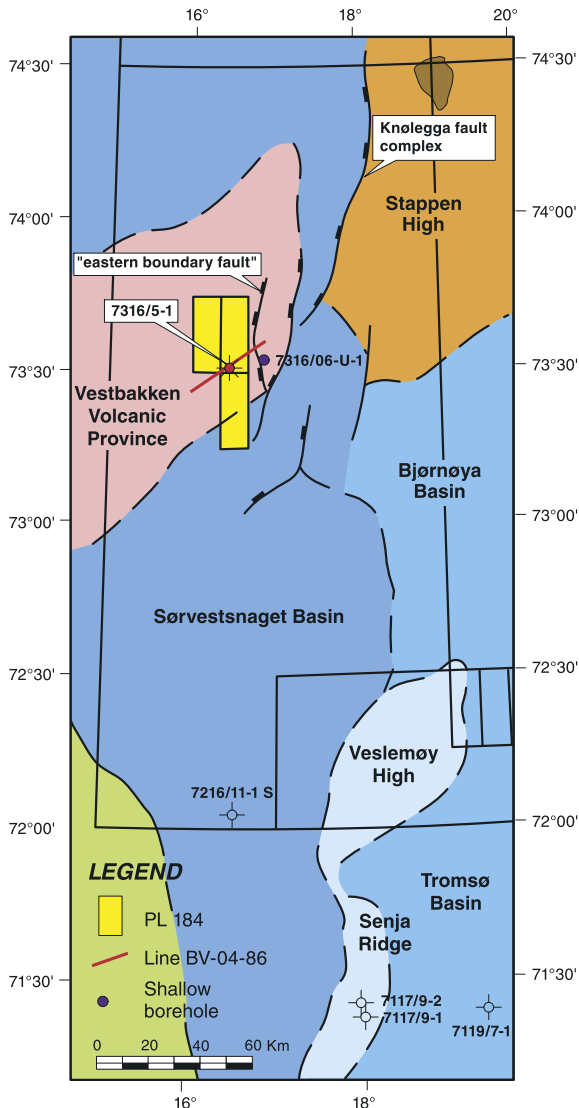 16°
18°
20°
74°30'
74°30'
Knølegga fault
complex
Stappen
High
74°00'
74°00'
"eastern boundary fault"
7316/5-1
7316/06-U-1
73°30'
73°30'
Vestbakken
Volcanic
Province
Bjørnøya
Basin
73°00'
73°00'
Sørvestsnaget Basin
72°30'
72°30'
Veslemøy
High
7216/11-1 S
72°00'
72°00'
LEGEND
PL 184
Line BV-04-86
Shallow
borehole
0 20 40 60 Km
Tromsø
Basin
Senja
Ridge
71°30'
71°30'
7117/9-2
7117/9-1
7119/7-1
16°
18°